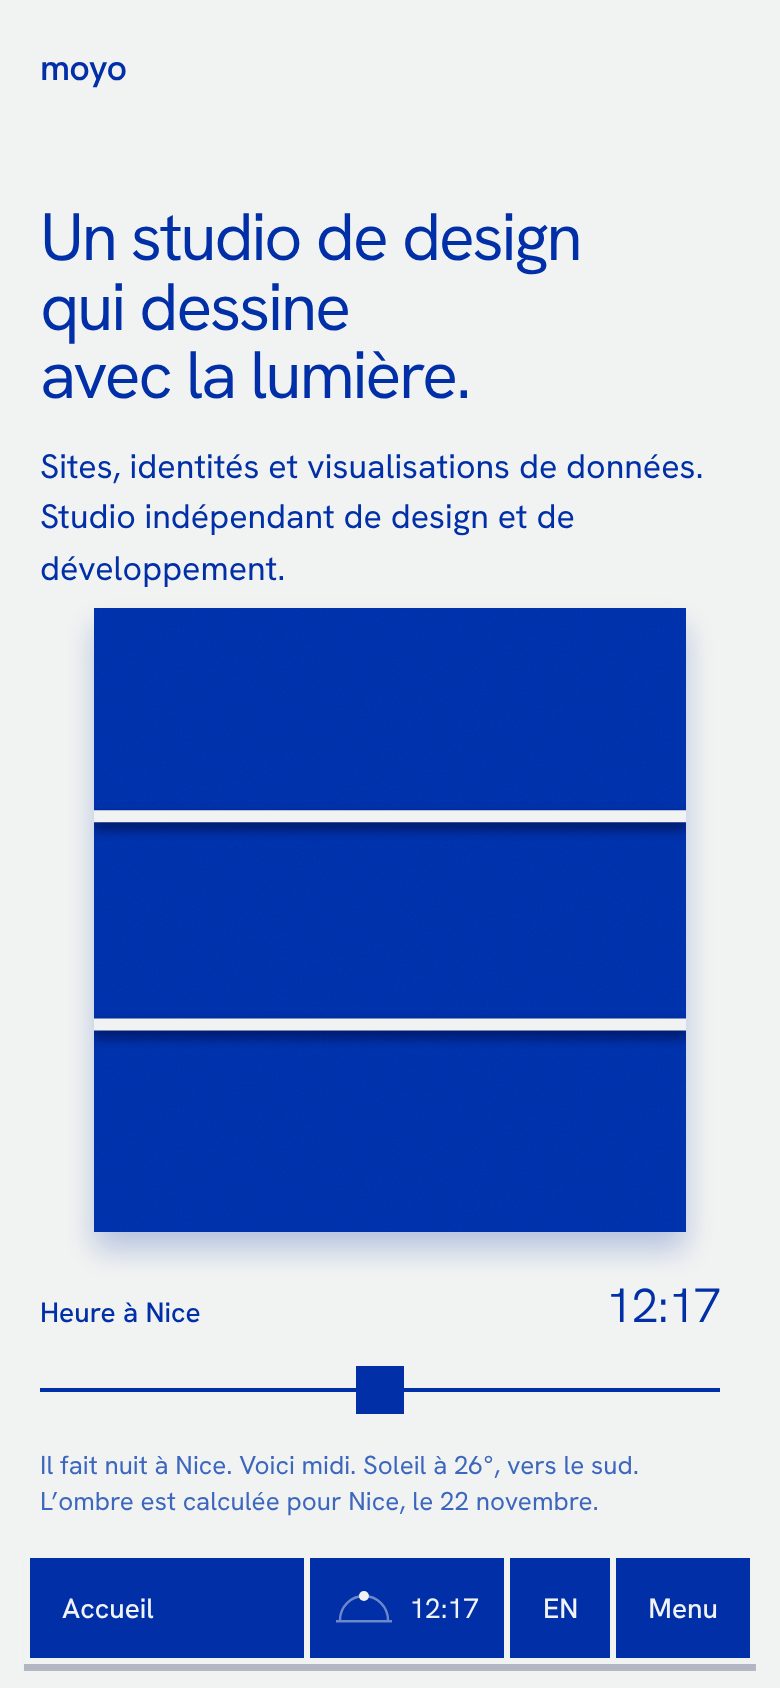 moyo
Un studio de design
qui dessine
avec la lumière.
Sites, identités et visualisations de données.
Studio indépendant de design et de
développement.
Heure à Nice
12:17
Il fait nuit à Nice. Voici midi. Soleil à 26°, vers le sud.
L’ombre est calculée pour Nice, le 22 novembre.
Accueil
12:17
EN
Menu